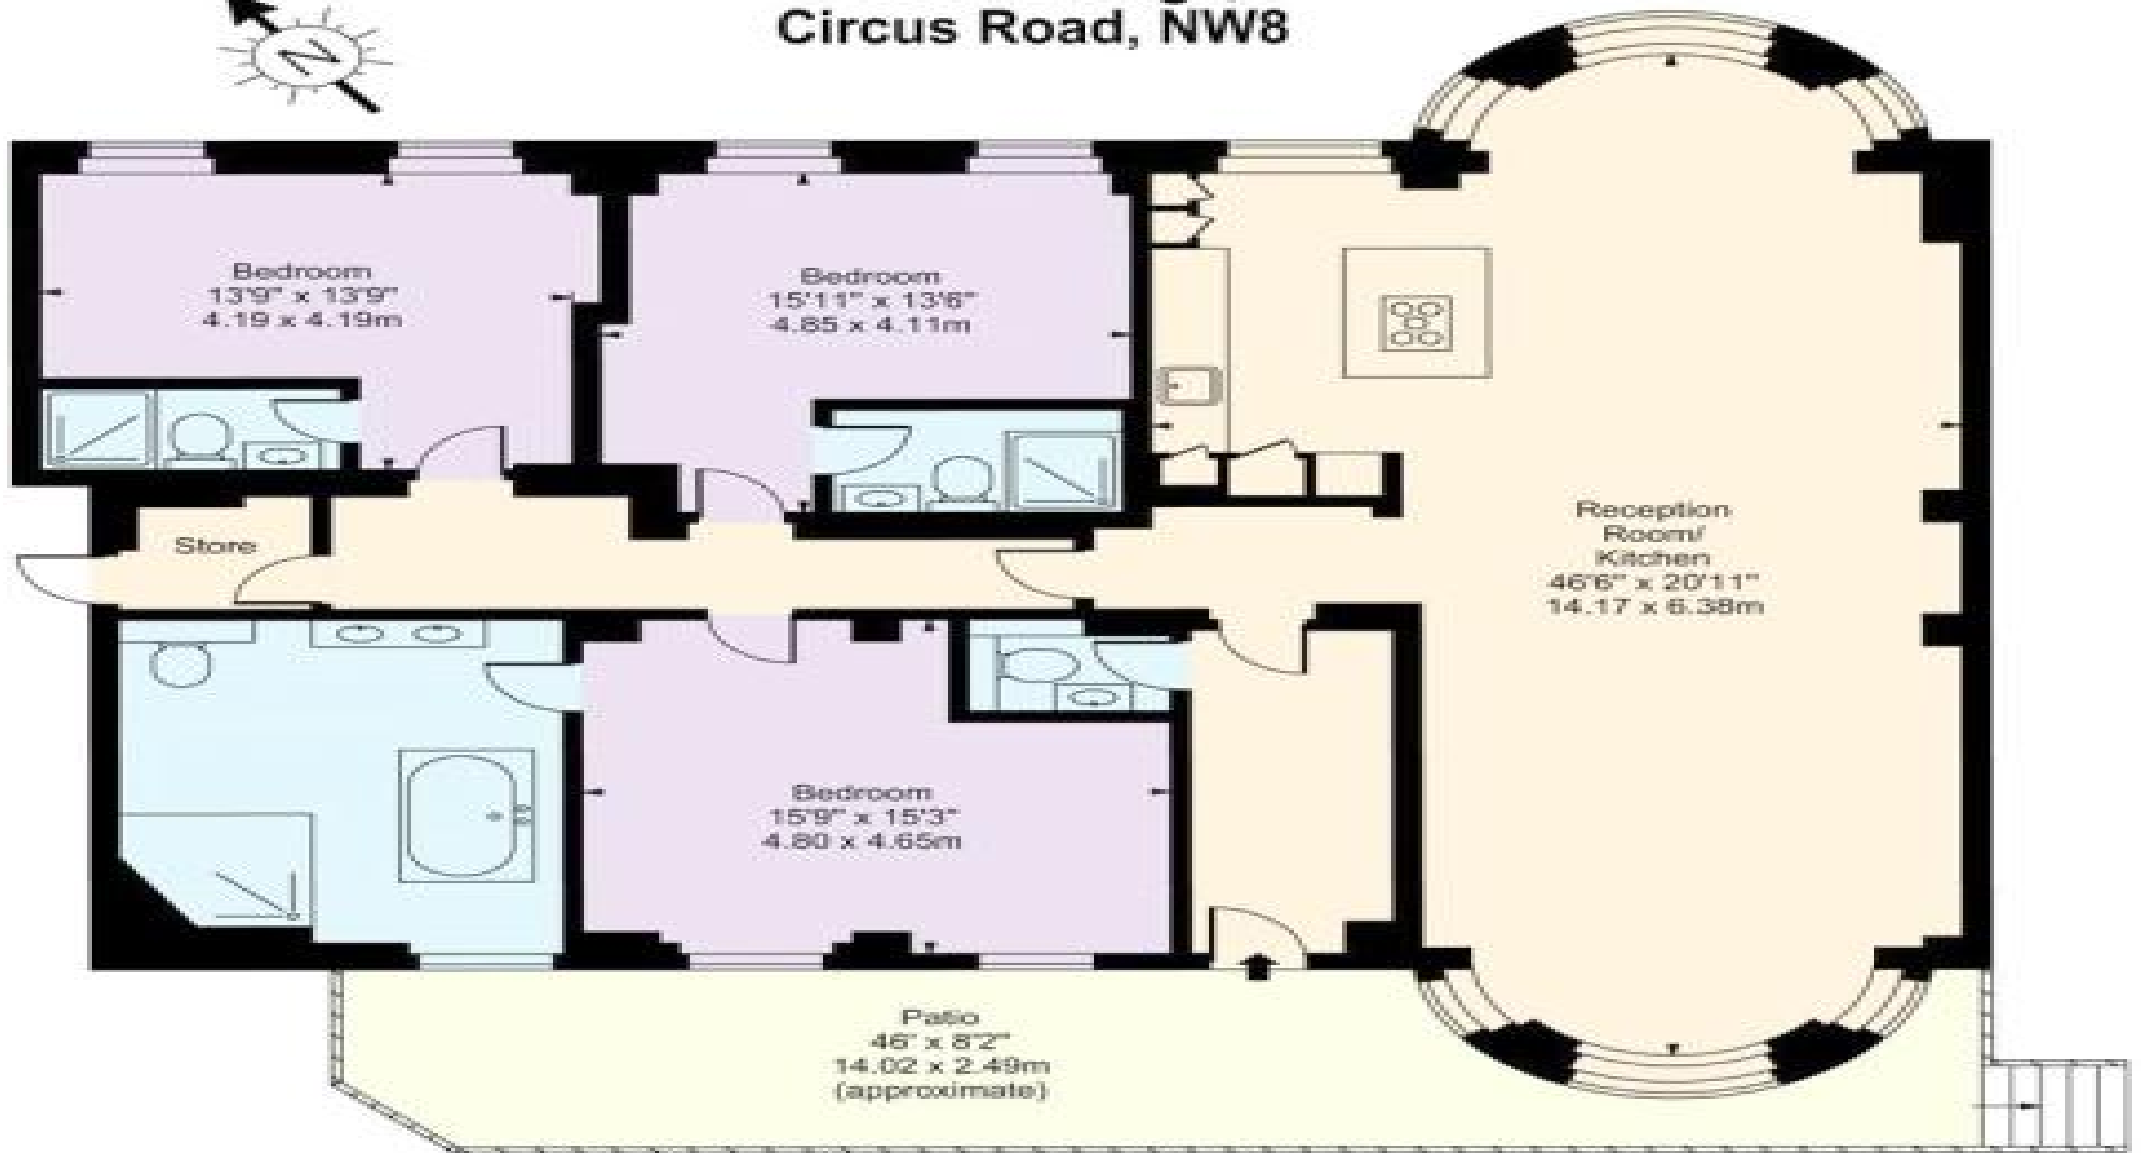 Circus Road, NW8
N
Bedroom
13'9" x 13'9"
4.19 x 4.19m
Bedroom
15'11" x 13'6"
4.85 x 4.11m
Reception
Room/
Kitchen
46'6" x 20'11"
14.17 x 6.38m
Store
Bedroom
15'9" x 15'3"
4.80 x 4.65m
Patio
46' x 8'2"
14.02 x 2.49m
(approximate)